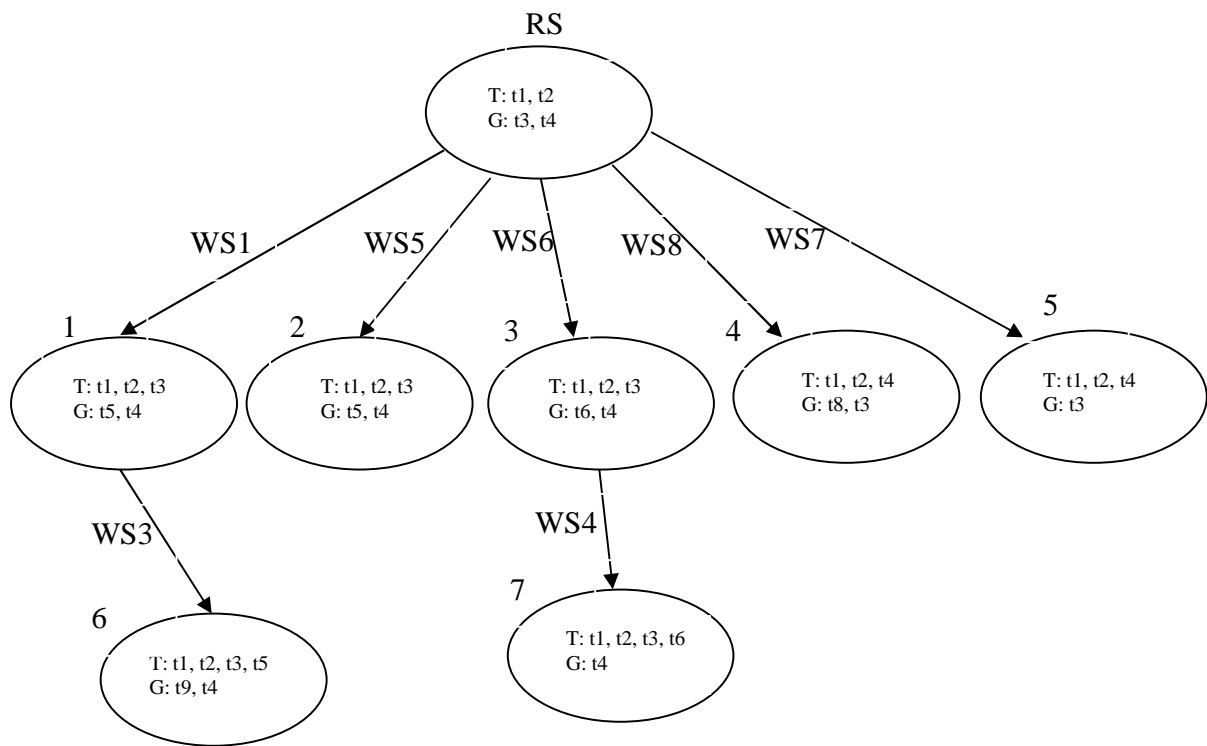 RS
T: t1, t2
G: t3, t4
WS1
WS5
WS6
WS8
WS7
1
2
3
4
5
T: t1, t2, t3
G: t5, t4
T: t1, t2, t3
G: t5, t4
T: t1, t2, t3
G: t6, t4
T: t1, t2, t4
G: t8, t3
T: t1, t2, t4
G: t3
WS3
WS4
6
7
T: t1, t2, t3, t5
G: t9, t4
T: t1, t2, t3, t6
G: t4